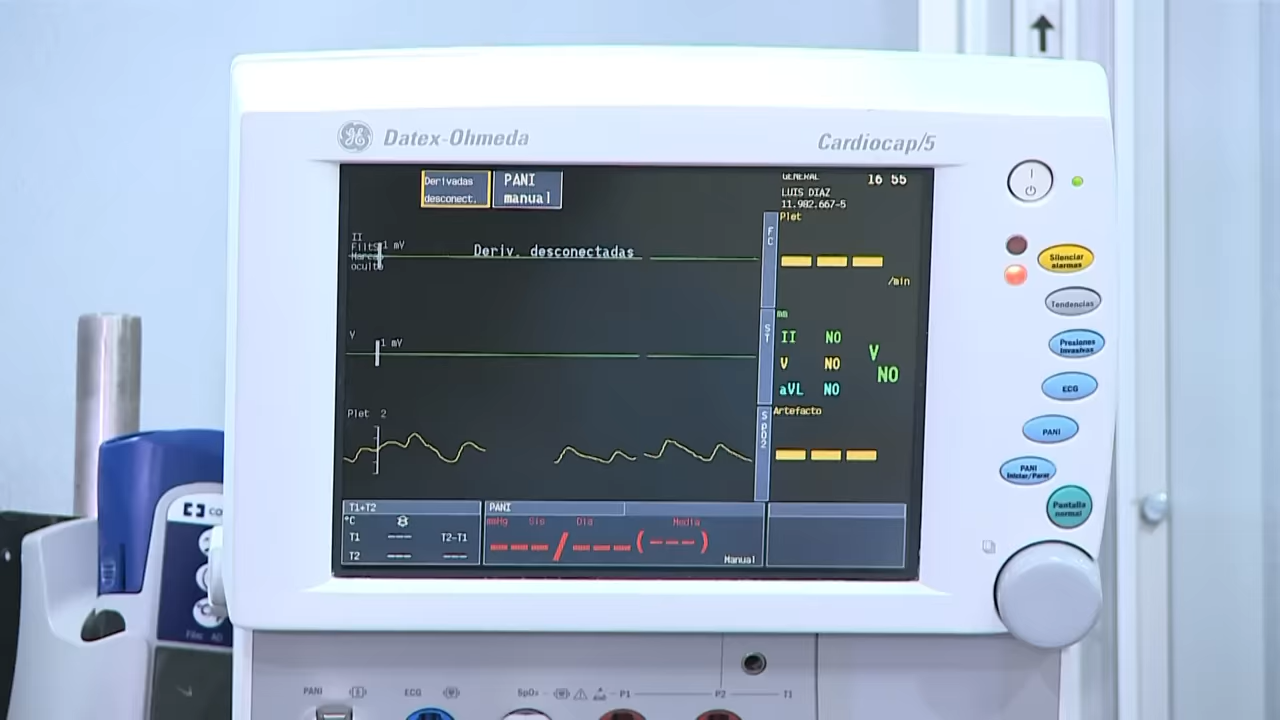 GE Datex-Ohmeda
Cardiocap/5
Derivadas
desconect.
PANI
manual
GENERAL
16 55
LUIS DIAZ
11.982.667-5
Plet
II
1 mV
Deriv. desconectadas
oculto
FC
/min
mm
ST
II NO
V NO
aVL NO
V
NO
V
1 mV
Plet 2
SpO2
Artefacto
T1+T2
°C
T1 --- T2-T1
T2 --- ---
PANI
mmHg Sis Dia Media
---/---(---)
Manual
Silenciar
alarmas
Tendencias
Presiones
invasivas
ECG
PANI
PANI
Iniciar/Parar
Pantalla
normal
CO
PANI
ECG
SpO₂
P1
P2
T1